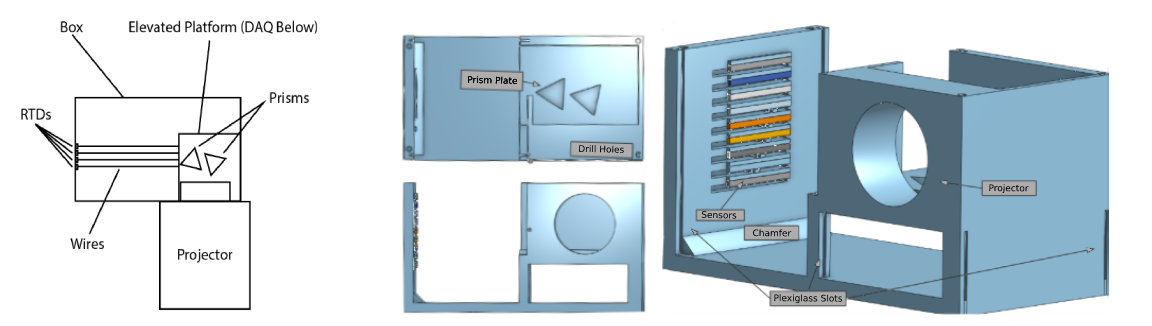 Box
Elevated Platform (DAQ Below)
Prisms
RTDs
Wires
Projector
Prism Plate
Drill Holes
Sensors
Chamfer
Projector
Plexiglass Slots